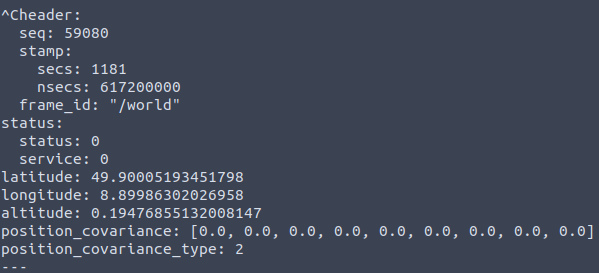 ^Cheader:
  seq: 59080
  stamp:
    secs: 1181
    nsecs: 617200000
  frame_id: "/world"
status:
  status: 0
  service: 0
latitude: 49.90005193451798
longitude: 8.89986302026958
altitude: 0.19476855132008147
position_covariance: [0.0, 0.0, 0.0, 0.0, 0.0, 0.0, 0.0, 0.0, 0.0]
position_covariance_type: 2
---